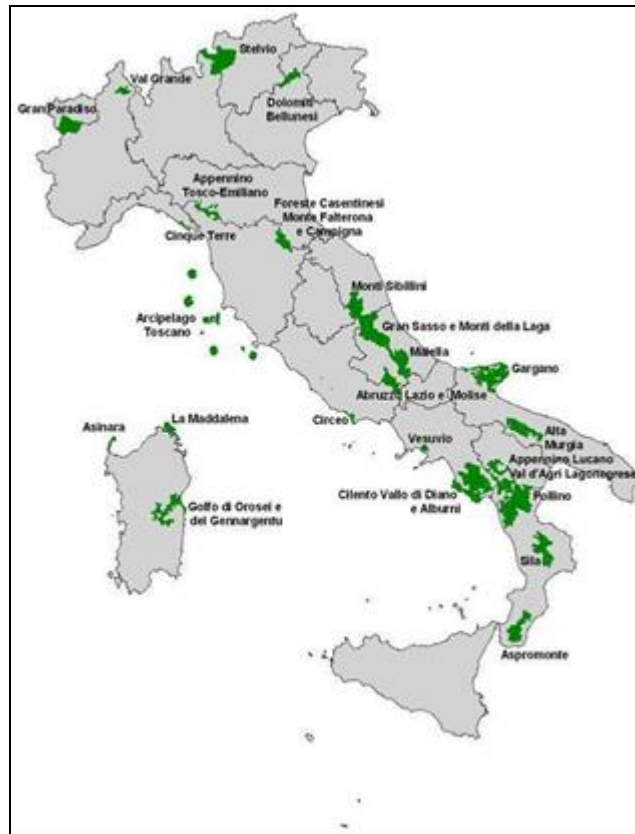 Stelvio
Val Grande
Gran Paradiso
Dolomiti
Bellunesi
Appennino
Tosco-Emiliano
Foreste Casentinesi
Monte Falterona
e Campigna
Cinque Terre
Monti Sibillini
Arcipelago
Toscano
Gran Sasso e Monti della Laga
Maiella
Gargano
Abruzzo Lazio e Molise
Circeo
La Maddalena
Asinara
Vesuvio
Alta
Murgia
Appennino Lucano
Val d'Agri Lagonegrese
Cilento Vallo di Diano
e Alburni
Pollino
Golfo di Orosei e
del Gennargentu
Sila
Aspromonte